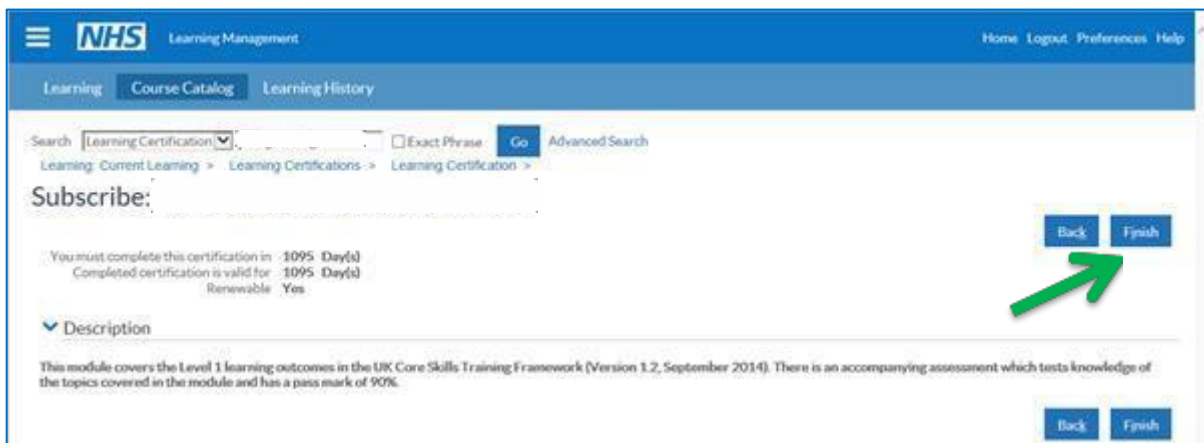 NHS Learning Management Home Logout Preferences Help
Learning Course Catalog Learning History
Search Learning Certification Exact Phrase Go Advanced Search
Learning: Current Learning > Learning Certifications > Learning Certification >
Subscribe:
Back Finish
You must complete this certification in 1095 Day(s)
Completed certification is valid for 1095 Day(s)
Renewable Yes
Description
This module covers the Level 1 learning outcomes in the UK Core Skills Training Framework (Version 1.2, September 2014). There is an accompanying assessment which tests knowledge of
the topics covered in the module and has a pass mark of 90%.
Back Finish